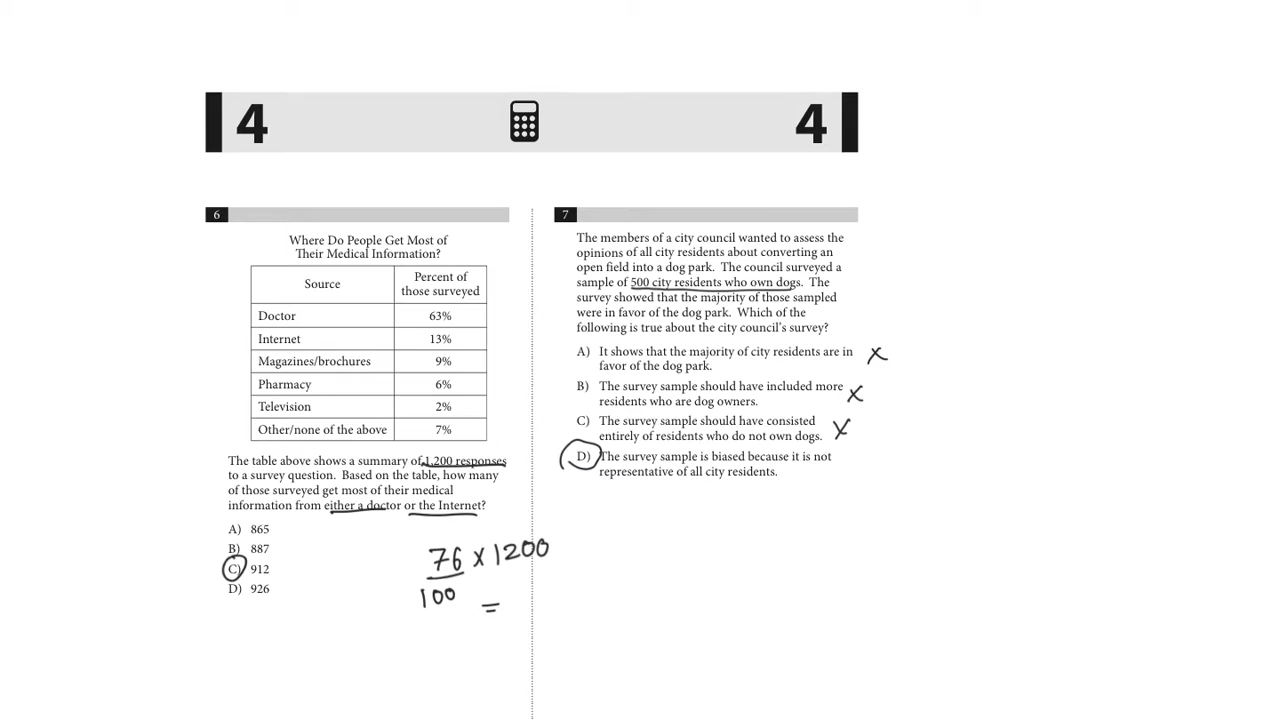 4 4
6
Where Do People Get Most of
Their Medical Information?
Source
Percent of
those surveyed
Doctor 63%
Internet 13%
Magazines/brochures 9%
Pharmacy 6%
Television 2%
Other/none of the above 7%
The table above shows a summary of 1,200 responses
to a survey question. Based on the table, how many
of those surveyed get most of their medical
information from either a doctor or the Internet?
A) 865
B) 887
C) 912
D) 926
76 x 1200
100
=
7
The members of a city council wanted to assess the
opinions of all city residents about converting an
open field into a dog park. The council surveyed a
sample of 500 city residents who own dogs. The
survey showed that the majority of those sampled
were in favor of the dog park. Which of the
following is true about the city council's survey?
A) It shows that the majority of city residents are in x
favor of the dog park.
B) The survey sample should have included more x
residents who are dog owners.
C) The survey sample should have consisted x
entirely of residents who do not own dogs.
D) The survey sample is biased because it is not
representative of all city residents.